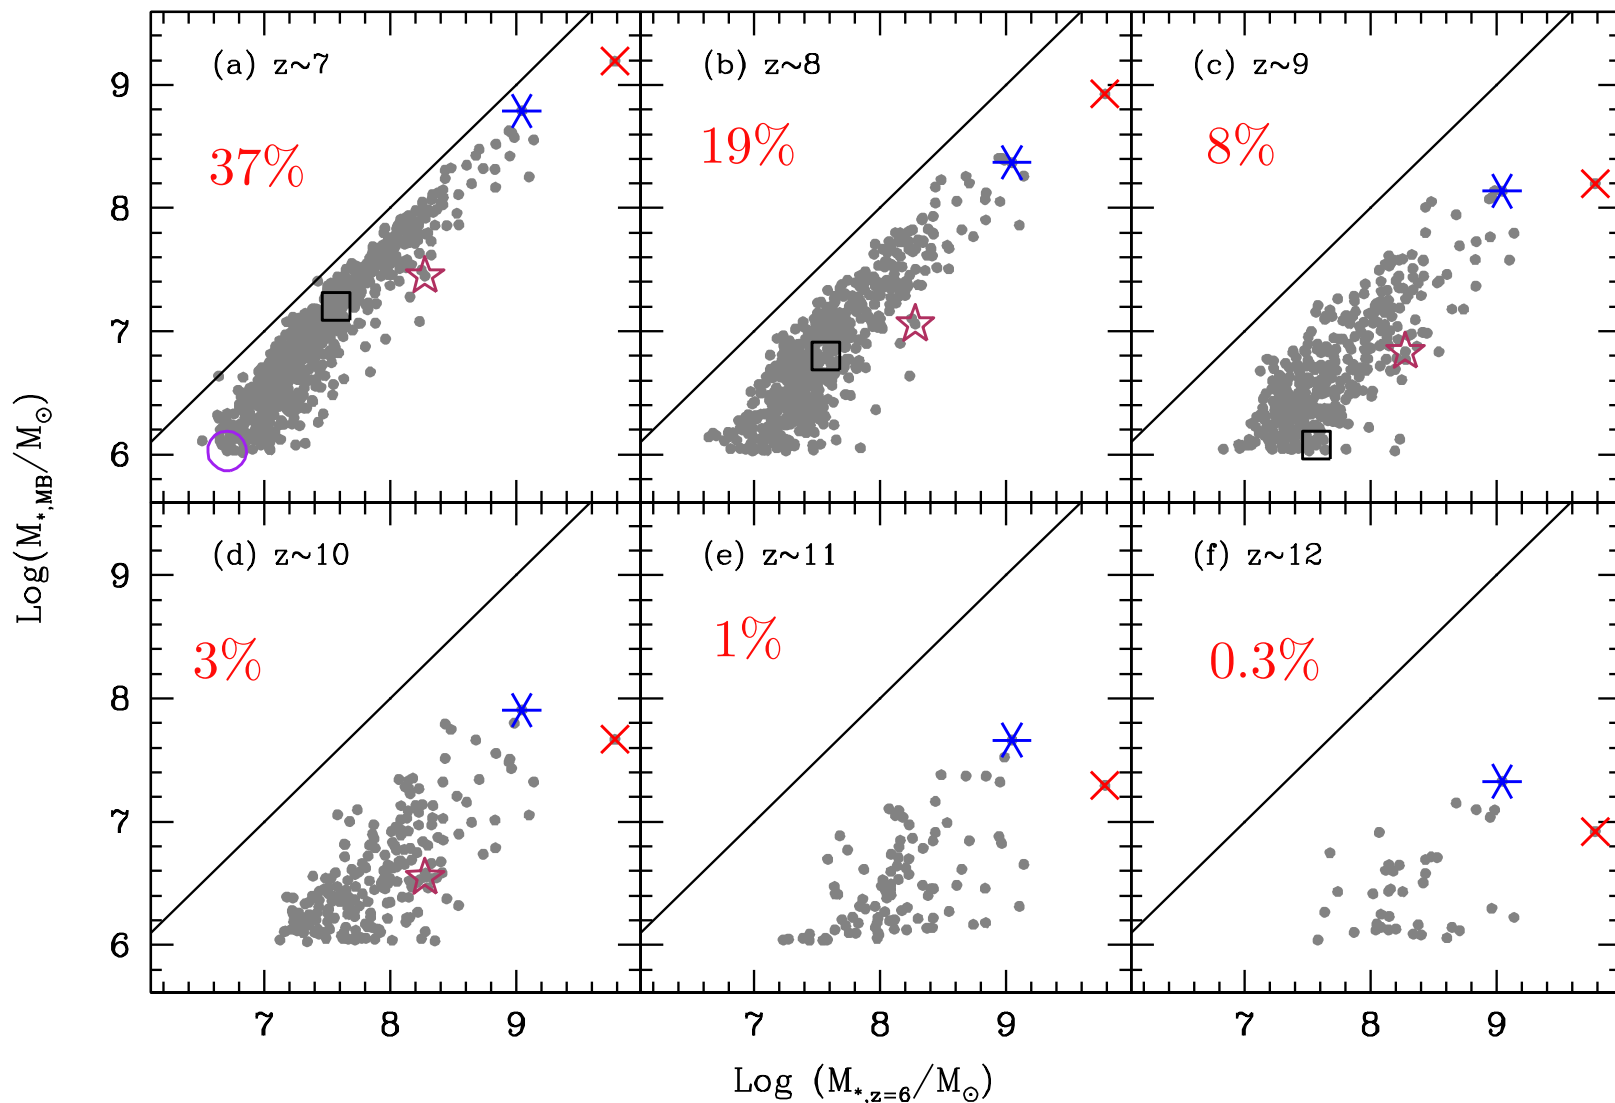 (a) z~7
(b) z~8
(c) z~9
37%
19%
8%
9
8
7
6
(d) z~10
(e) z~11
(f) z~12
3%
1%
0.3%
9
8
7
6
7 8 9
7 8 9
7 8 9
Log(M*,MB/M⊙)
Log (M*,z=6/M⊙)